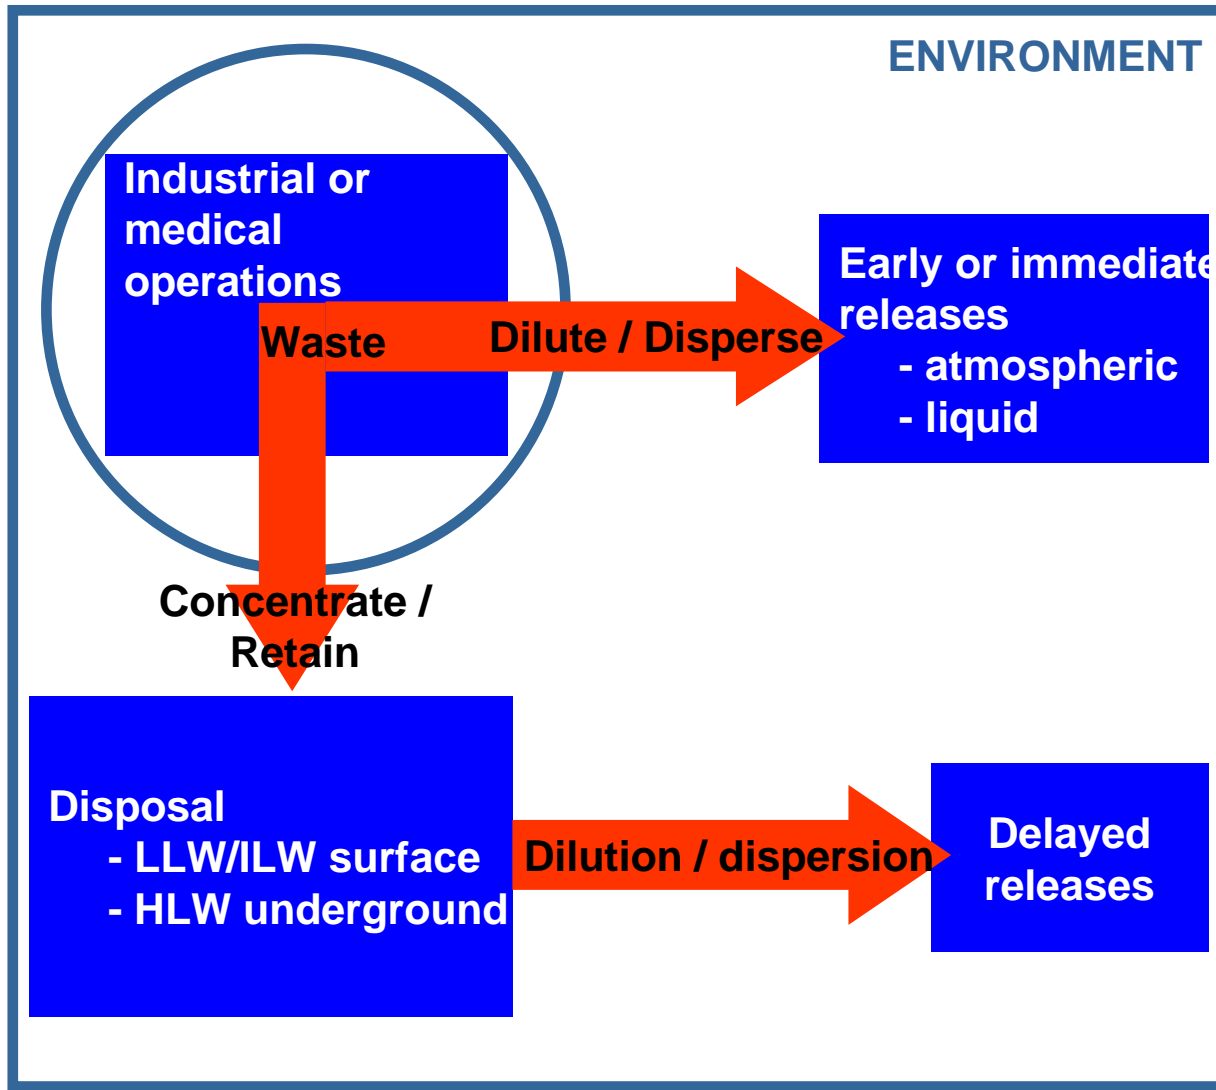 ENVIRONMENT
Industrial or
medical
operations
Early or immediate
releases
- atmospheric
- liquid
Waste
Dilute / Disperse
Concentrate /
Retain
Disposal
- LLW/ILW surface
- HLW underground
Dilution / dispersion
Delayed
releases